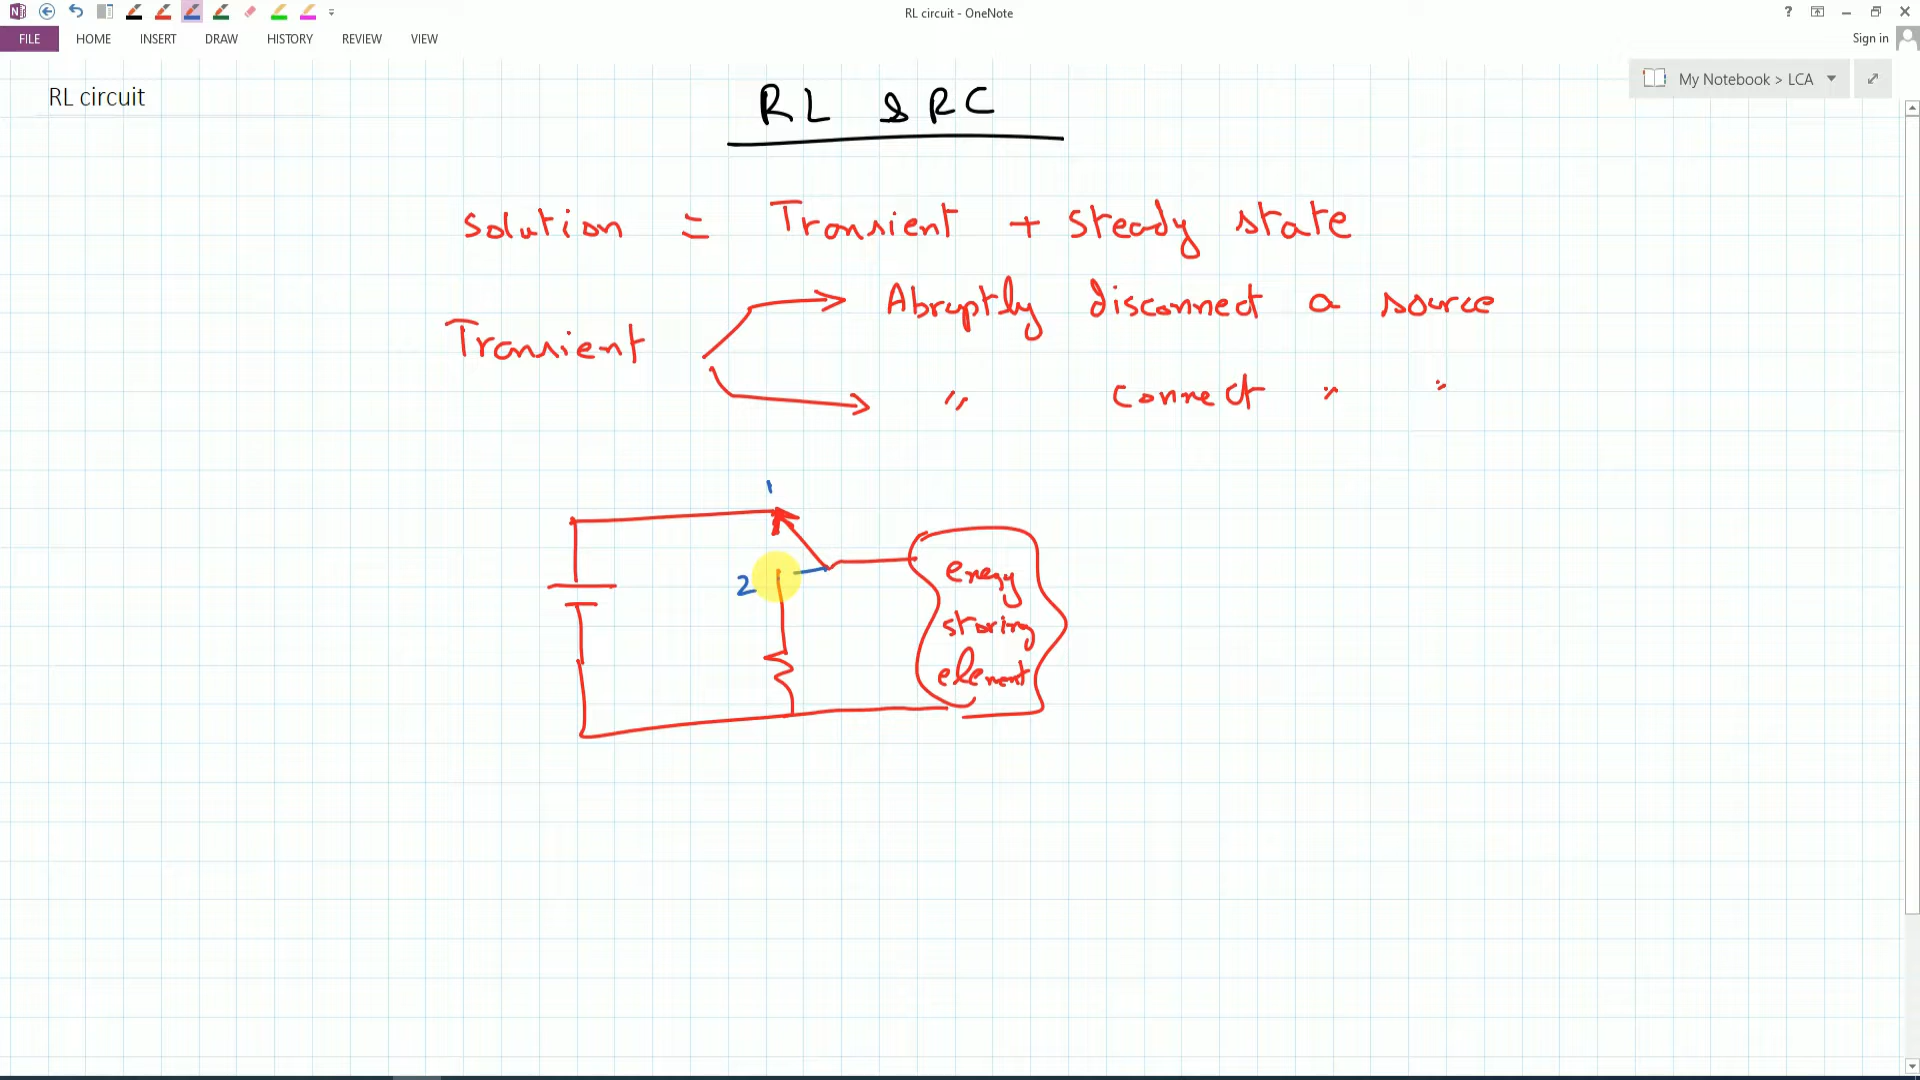 RL circuit - OneNote
?
FILE HOME INSERT DRAW HISTORY REVIEW VIEW
Sign in
My Notebook > LCA
RL circuit
RL & RC
solution = Transient + steady state
Transient
Abruptly disconnect a source
〃 connect 〃 〃
1
2
energy
storing
element